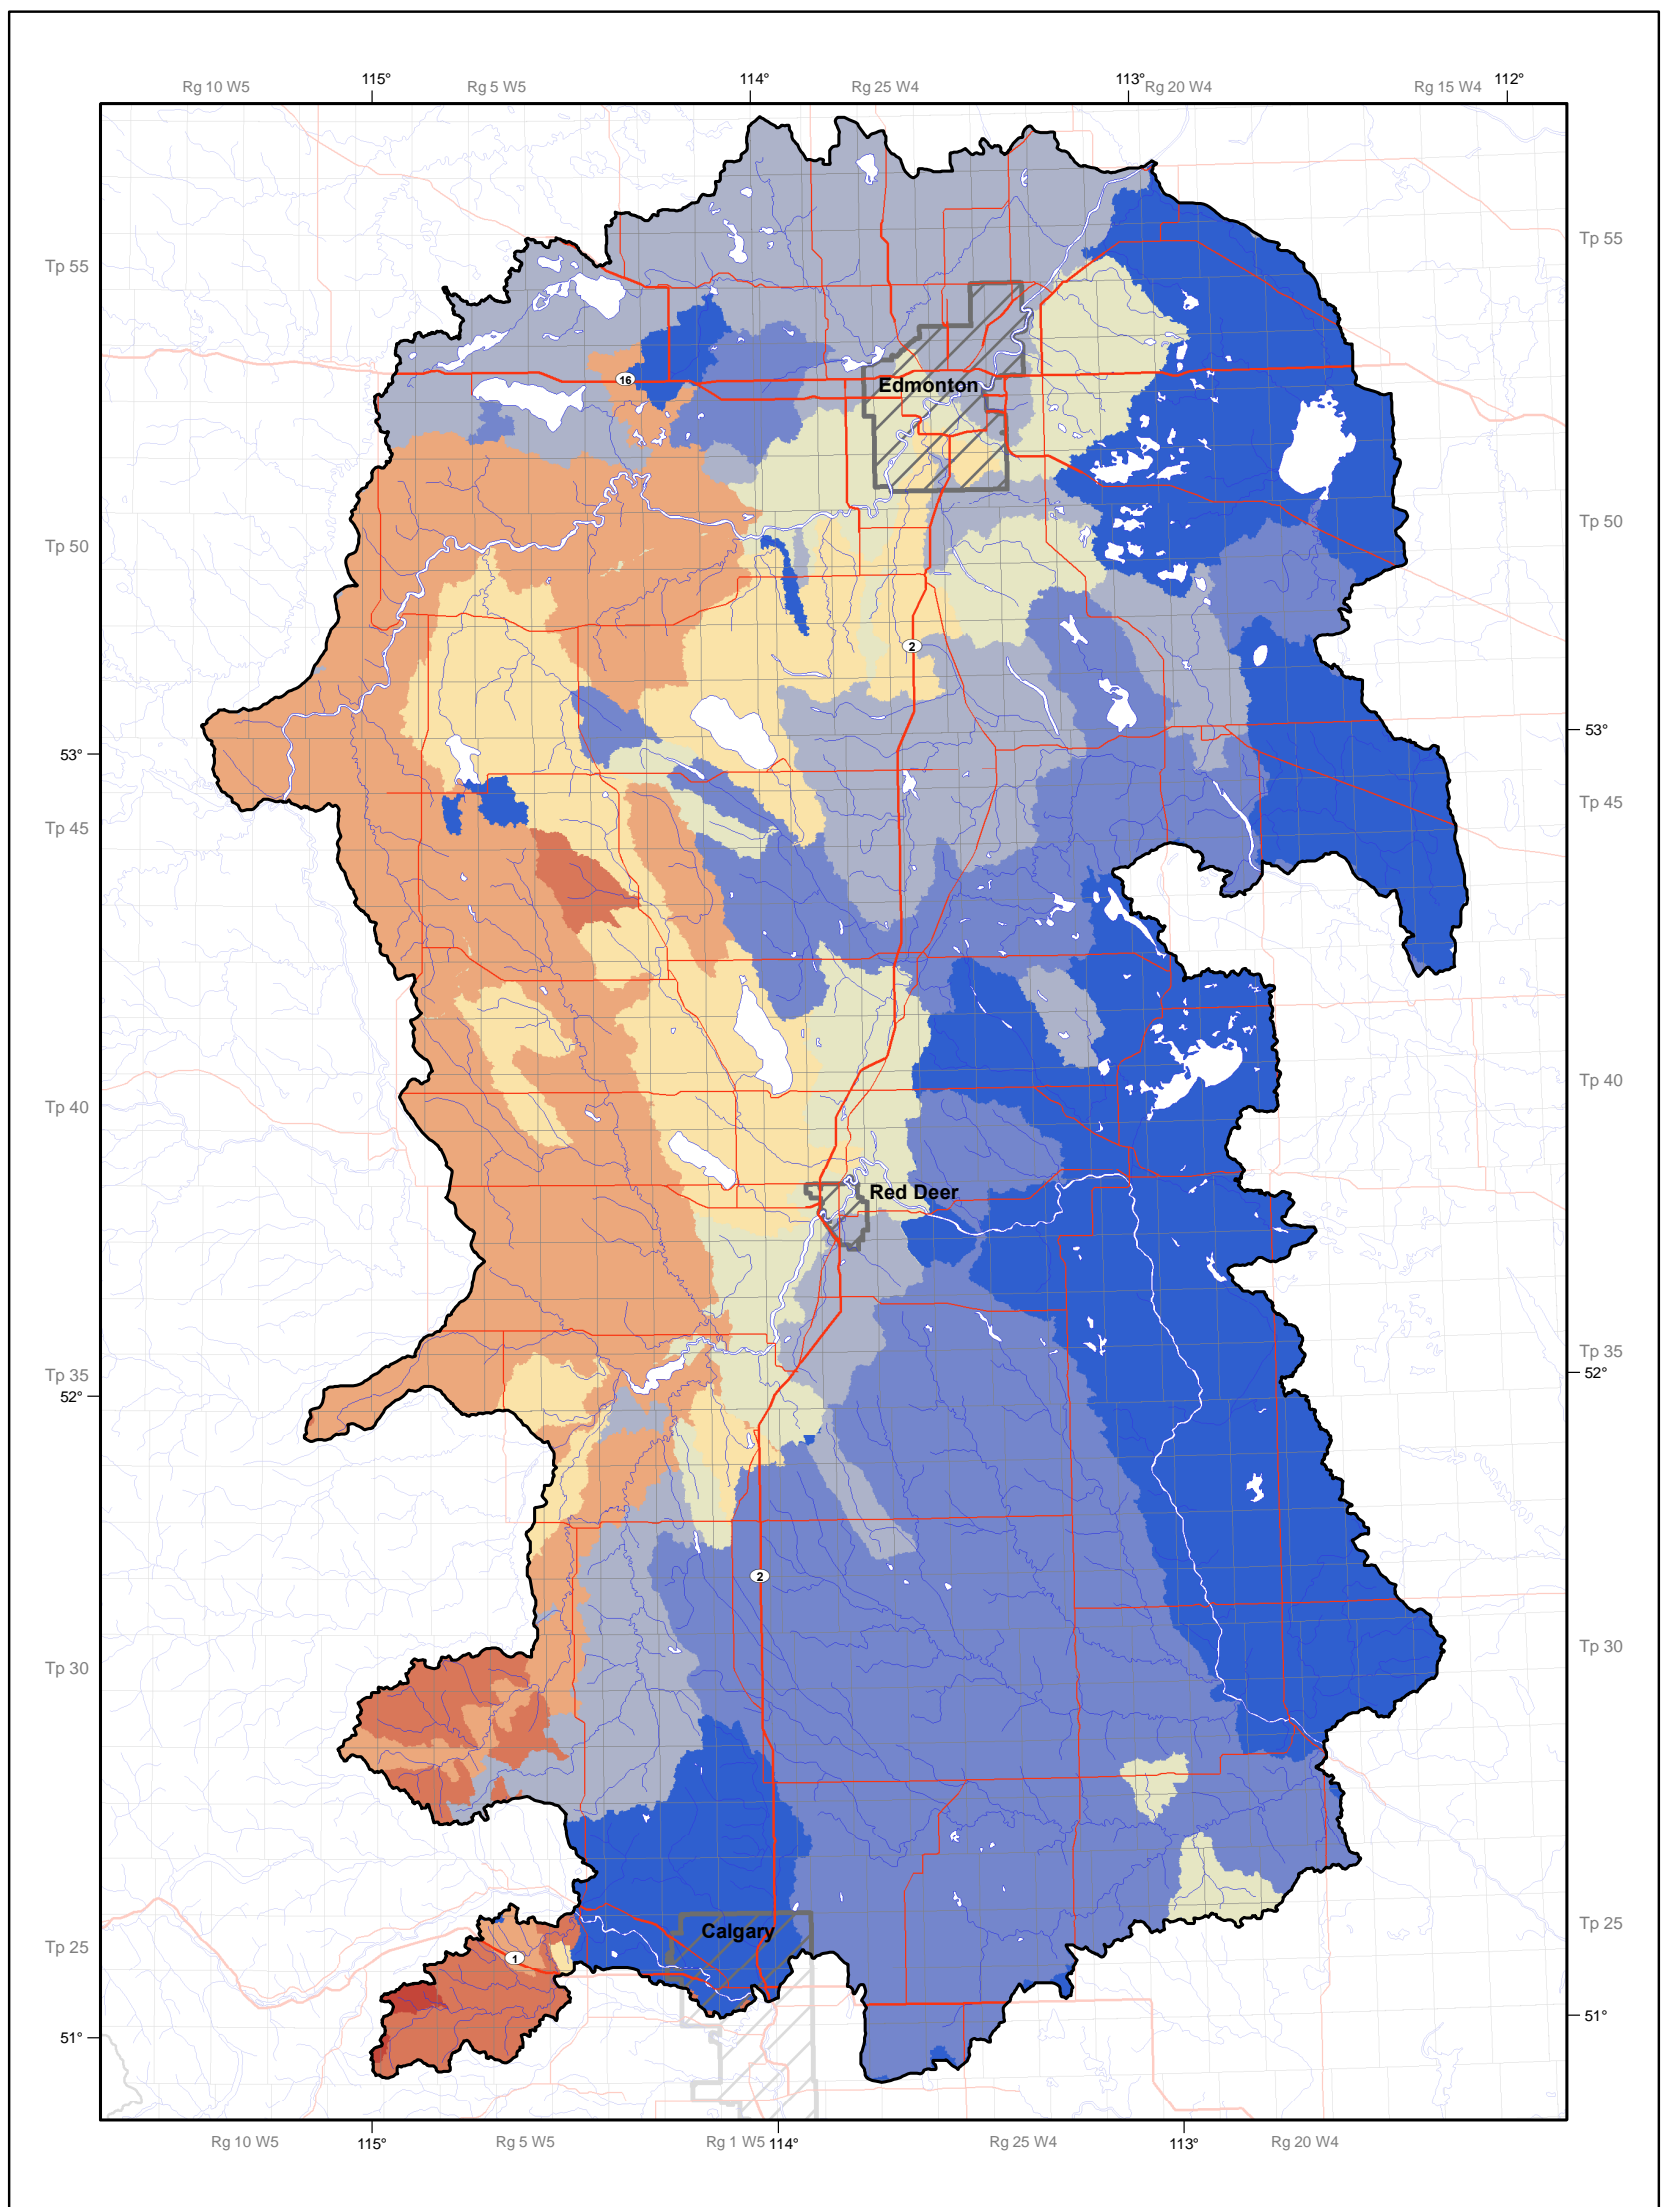 115° 114° 113° 112°
Rg 10 W5 Rg 5 W5 Rg 25 W4 Rg 20 W4 Rg 15 W4
Tp 55 Tp 55
16
Edmonton
Tp 50 Tp 50
2
53° 53°
Tp 45 Tp 45
Tp 40 Tp 40
Red Deer
Tp 35 Tp 35
52° 52°
2
Tp 30 Tp 30
Calgary
Tp 25 Tp 25
1
51° 51°
Rg 10 W5 115° Rg 5 W5 Rg 1 W5 114° Rg 25 W4 113° Rg 20 W4